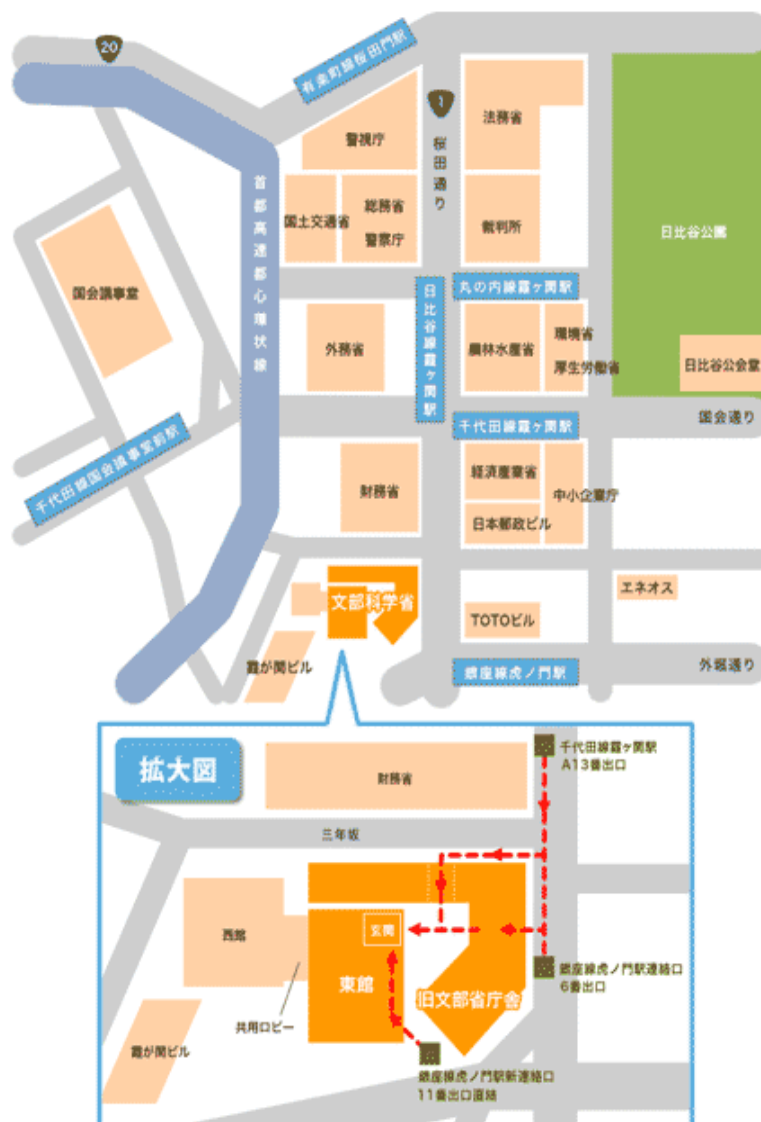 20
有楽町線桜田門駅
1
桜田通り
法務省
警視庁
首都高速都心環状線
国土交通省
総務省
警察庁
裁判所
日比谷公園
国会議事堂
丸の内線霞ヶ関駅
日比谷線霞ヶ関駅
外務省
農林水産省
環境省
厚生労働省
日比谷公会堂
国会通り
千代田線霞ヶ関駅
千代田線国会議事堂前駅
財務省
経済産業省
中小企業庁
日本郵政ビル
文部科学省
エネオス
TOTOビル
霞が関ビル
銀座線虎ノ門駅
外堀通り
拡大図
財務省
千代田線霞ヶ関駅
A13番出口
三年坂
西館
玄関
東館
旧文部省庁舎
銀座線虎ノ門駅連絡口
6番出口
共用ロビー
霞が関ビル
銀座線虎ノ門駅新連絡口
11番出口直結